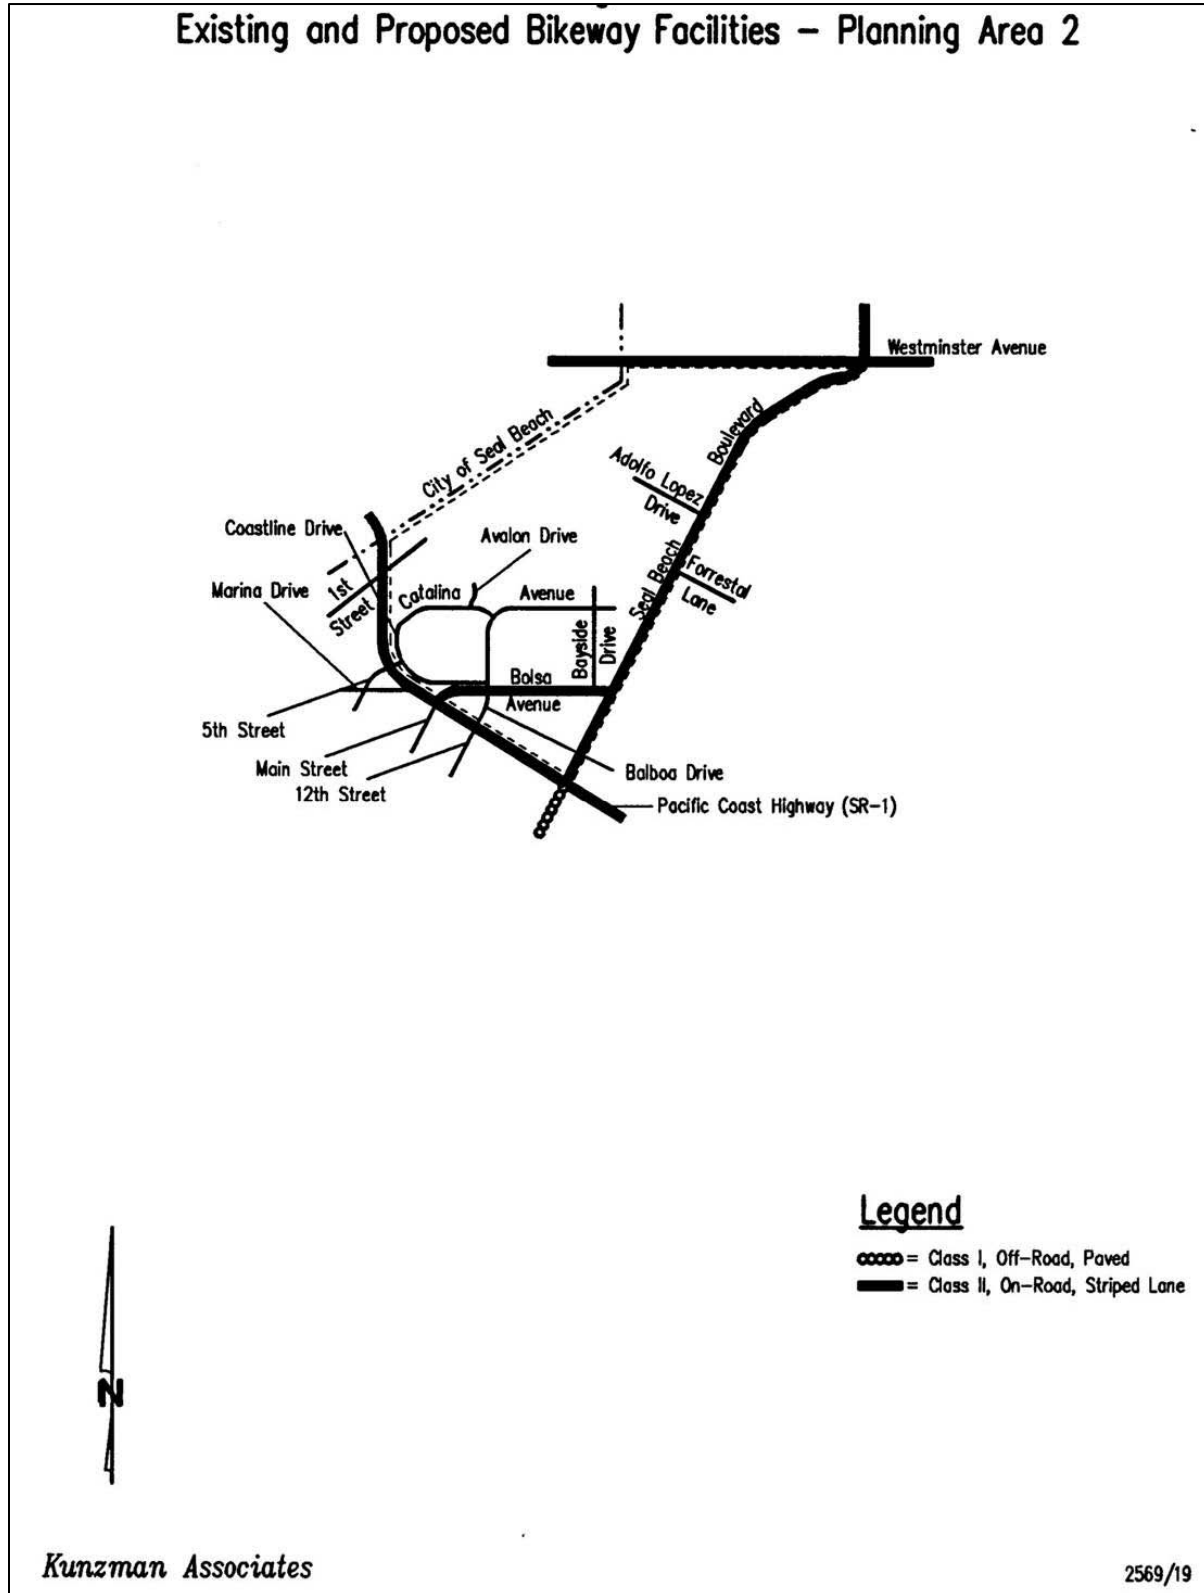 Existing and Proposed Bikeway Facilities – Planning Area 2
Westminster Avenue
Boulevard
City of Seal Beach
Adolfo Lopez
Drive
Coastline Drive
Avalon Drive
Seal Beach
Forrestal
Lane
Marina Drive
1st
Street
Catalina
Avenue
Bayside
Drive
Bolsa
Avenue
5th Street
Main Street
12th Street
Balboa Drive
Pacific Coast Highway (SR-1)
Legend
= Class I, Off-Road, Paved
= Class II, On-Road, Striped Lane
N
Kunzman Associates
2569/19